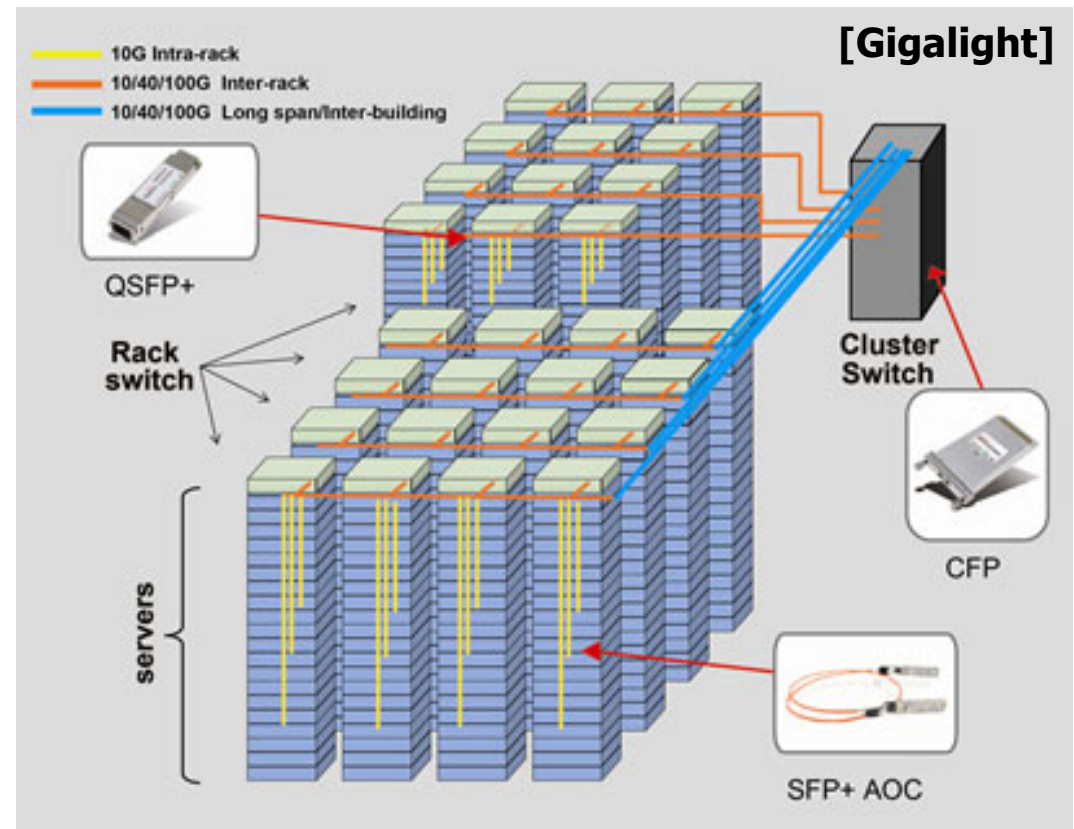 [Gigalight]
10G Intra-rack
10/40/100G Inter-rack
10/40/100G Long span/Inter-building
QSFP+
Rack
switch
Cluster
Switch
CFP
servers
SFP+ AOC